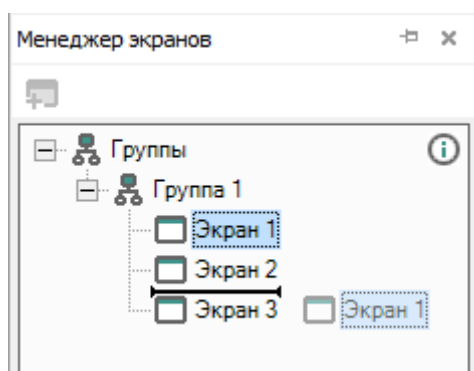 Менеджер экранов
Группы
Группа 1
Экран 1
Экран 2
Экран 3 Экран 1